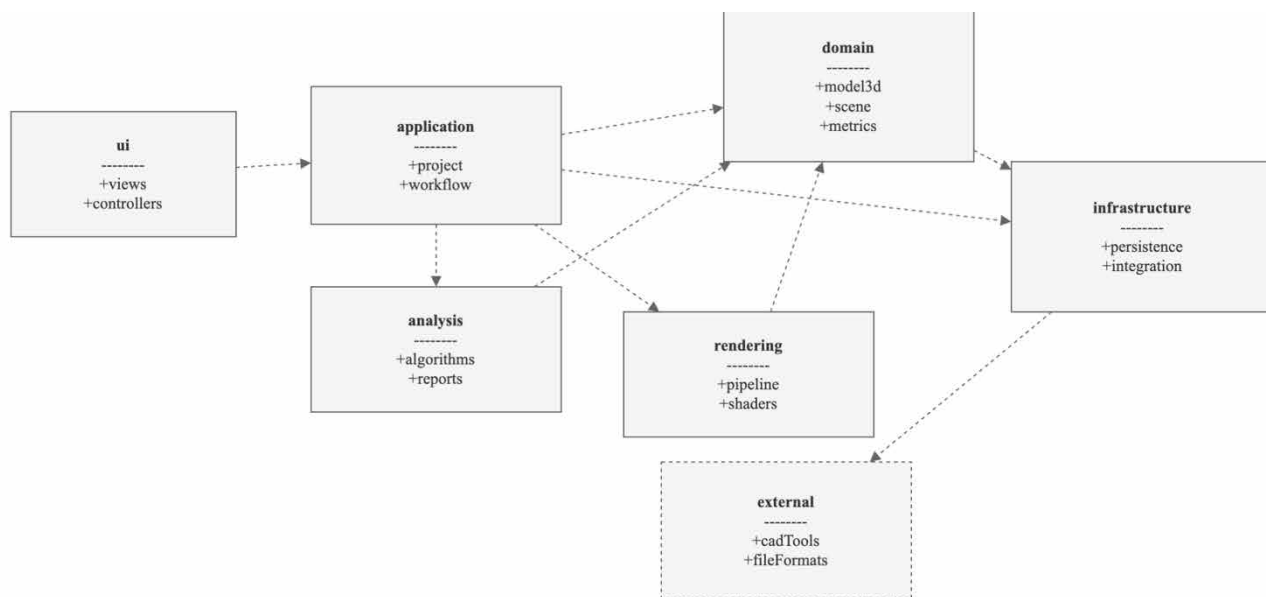 ui
--------
+views
+controllers
application
--------
+project
+workflow
domain
--------
+model3d
+scene
+metrics
infrastructure
--------
+persistence
+integration
analysis
--------
+algorithms
+reports
rendering
--------
+pipeline
+shaders
external
--------
+cadTools
+fileFormats